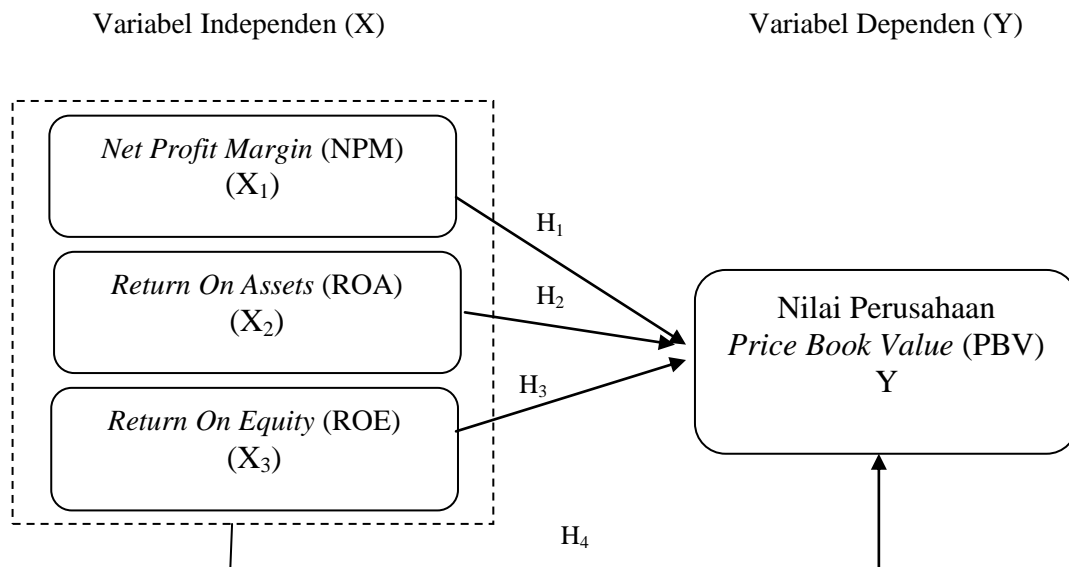 Variabel Independen (X)
Variabel Dependen (Y)
Net Profit Margin (NPM)
(X₁)
H₁
Return On Assets (ROA)
(X₂)
H₂
Nilai Perusahaan
Price Book Value (PBV)
Y
H₃
Return On Equity (ROE)
(X₃)
H₄